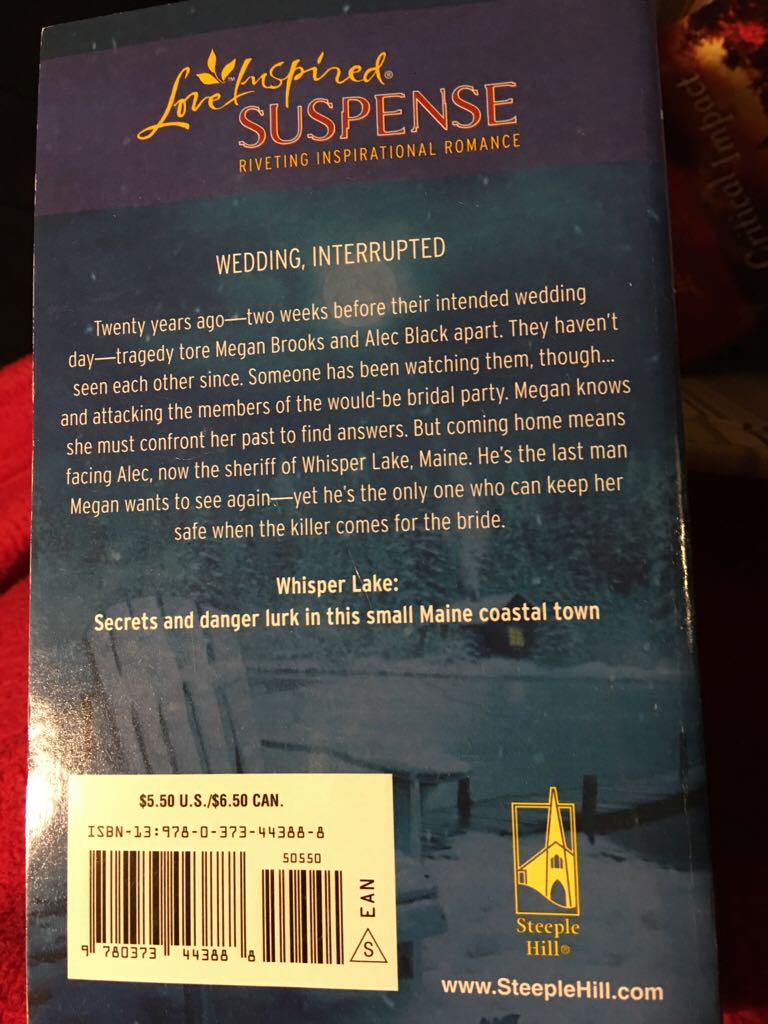 Love Inspired®
™
SUSPENSE
RIVETING INSPIRATIONAL ROMANCE
Critical Impact
WEDDING, INTERRUPTED
Twenty years ago—two weeks before their intended wedding
day—tragedy tore Megan Brooks and Alec Black apart. They haven't
seen each other since. Someone has been watching them, though...
and attacking the members of the would-be bridal party. Megan knows
she must confront her past to find answers. But coming home means
facing Alec, now the sheriff of Whisper Lake, Maine. He's the last man
Megan wants to see again—yet he's the only one who can keep her
safe when the killer comes for the bride.
Whisper Lake:
Secrets and danger lurk in this small Maine coastal town
$5.50 U.S./$6.50 CAN.
ISBN-13:978-0-373-44388-8
50550
EAN
S
9 780373 44388 8
Steeple
Hill®
www.SteepleHill.com